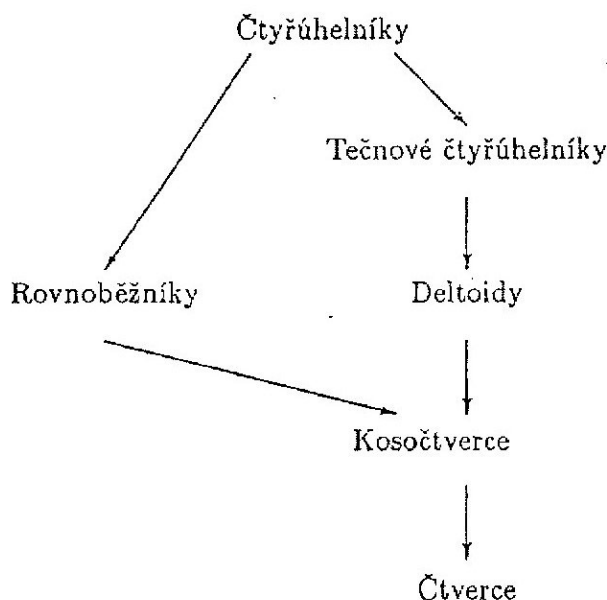 Čtyřúhelníky
Tečnové čtyřúhelníky
Rovnoběžníky
Deltoidy
Kosočtverce
Čtverce